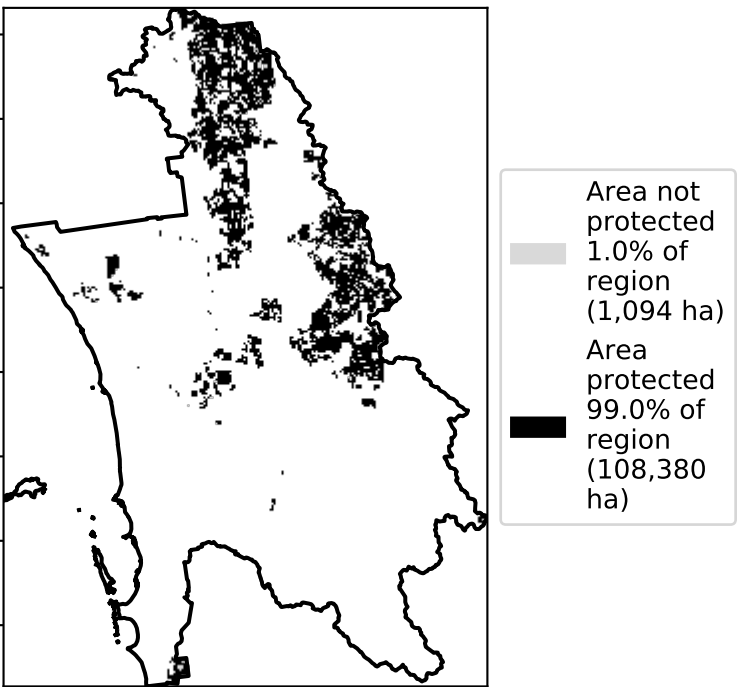 Area not
protected
1.0% of
region
(1,094 ha)
Area
protected
99.0% of
region
(108,380
ha)